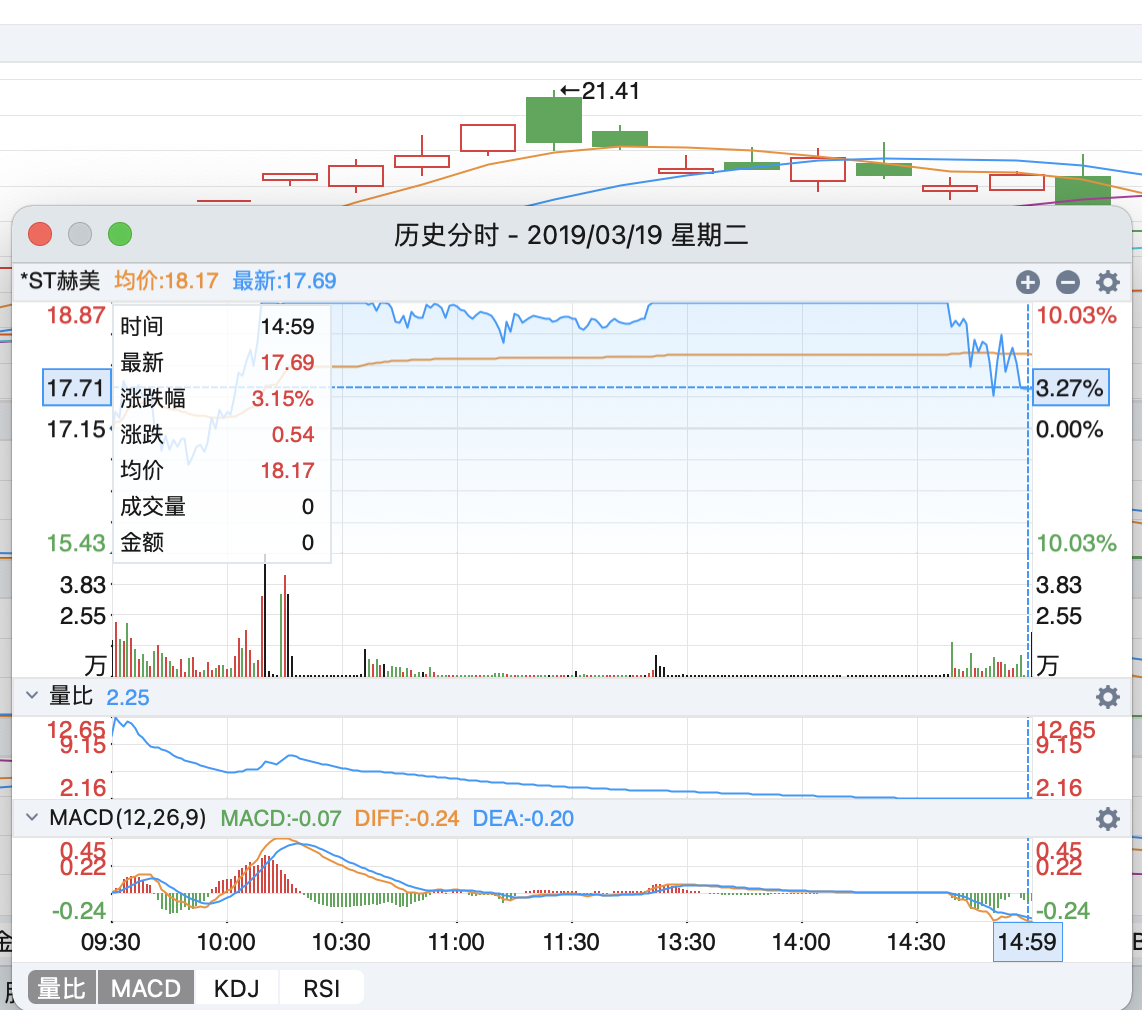 ←21.41
历史分时 - 2019/03/19 星期二
*ST赫美 均价:18.17 最新:17.69
18.87 10.03%
时间 14:59
最新 17.69
17.71 3.27%
涨跌幅 3.15%
17.15 0.00%
涨跌 0.54
均价 18.17
成交量 0
15.43 10.03%
金额 0
3.83 3.83
2.55 2.55
万 万
量比 2.25
12.65 12.65
9.15 9.15
2.16 2.16
MACD(12,26,9) MACD:-0.07 DIFF:-0.24 DEA:-0.20
0.45 0.45
0.22 0.22
-0.24 -0.24
09:30 10:00 10:30 11:00 11:30 13:30 14:00 14:30 14:59
量比 MACD KDJ RSI